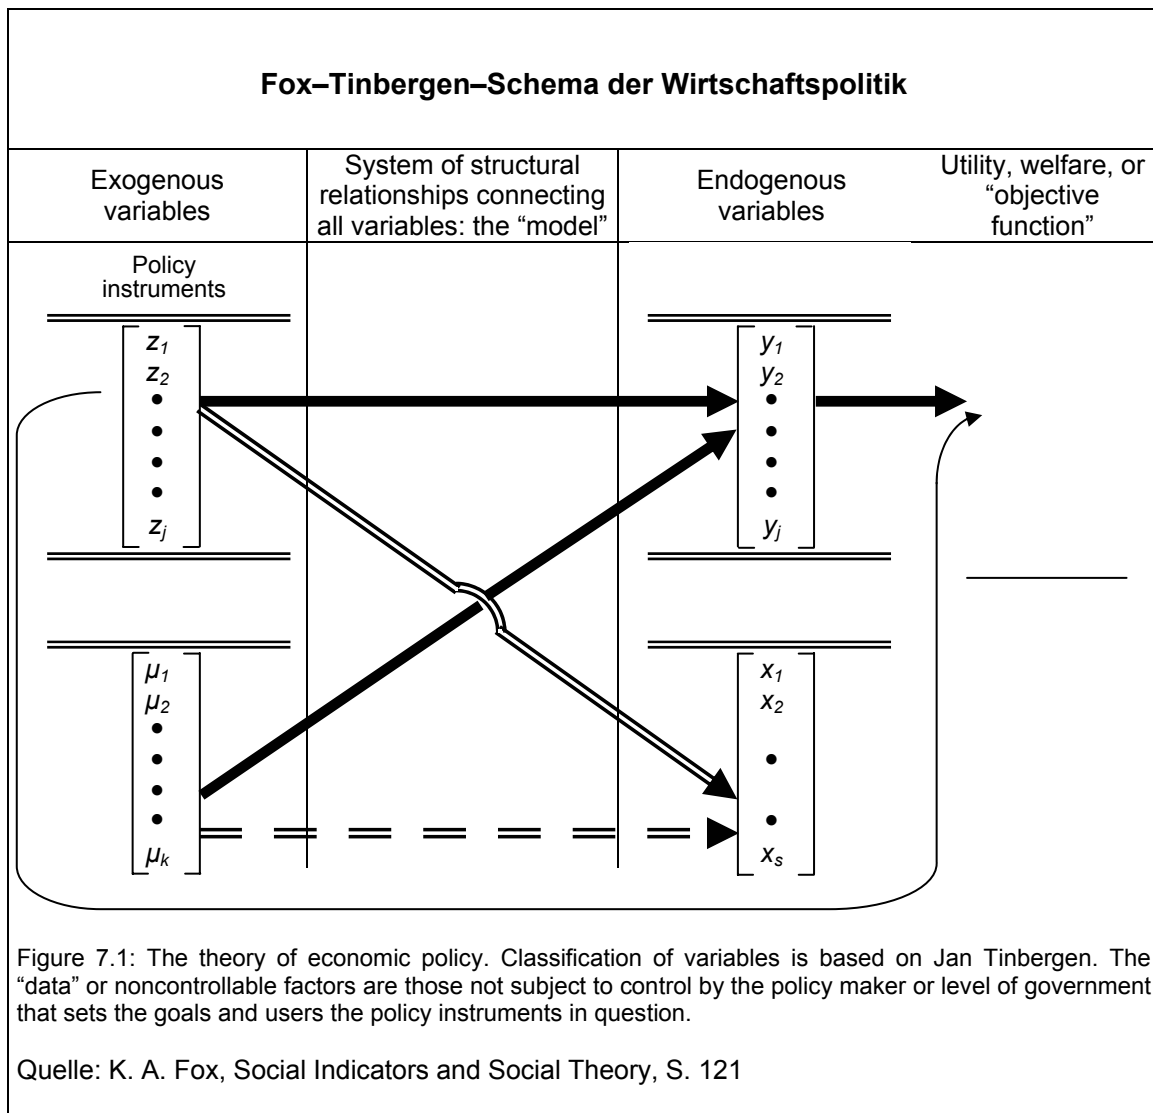 Fox–Tinbergen–Schema der Wirtschaftspolitik
Exogenous
variables
System of structural
relationships connecting
all variables: the “model”
Endogenous
variables
Utility, welfare, or
“objective
function”
Policy
instruments
z1
z2
•
•
•
•
zj
y1
y2
•
•
•
•
yj
µ1
µ2
•
•
•
•
µk
x1
x2
•
•
xs
Figure 7.1: The theory of economic policy. Classification of variables is based on Jan Tinbergen. The
“data” or noncontrollable factors are those not subject to control by the policy maker or level of government
that sets the goals and users the policy instruments in question.
Quelle: K. A. Fox, Social Indicators and Social Theory, S. 121